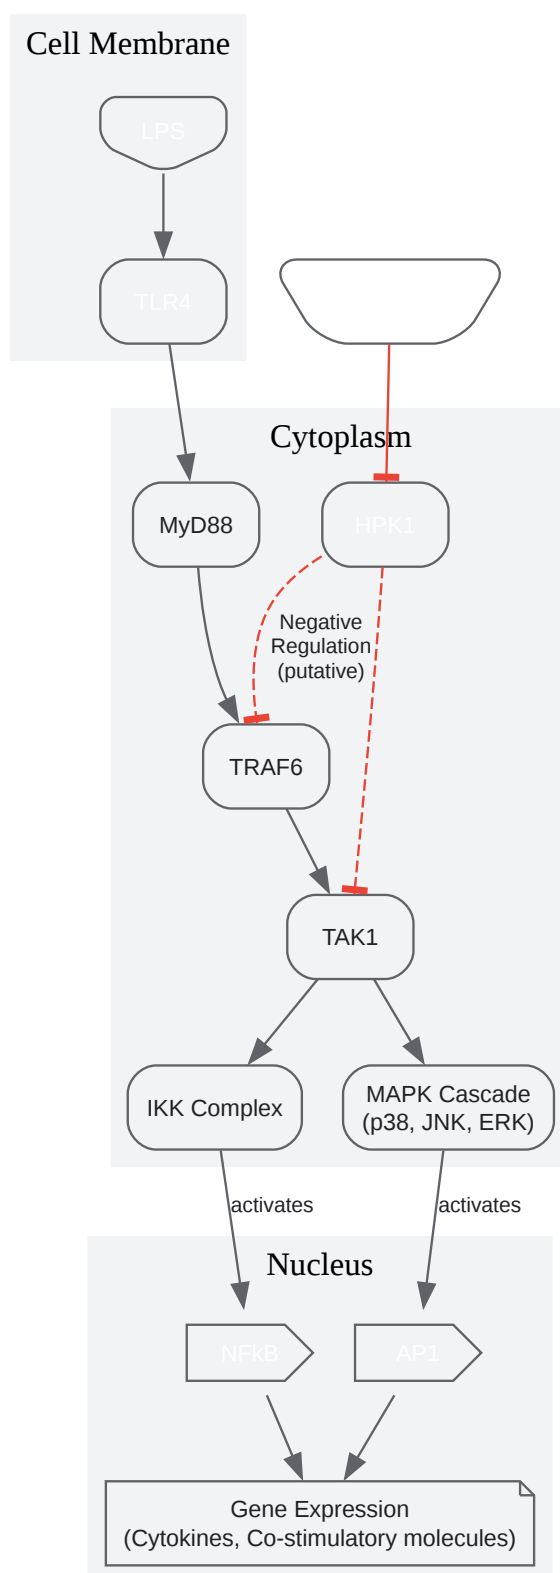 Cell Membrane
LPS
TLR4
Cytoplasm
MyD88
HPK1
Negative
Regulation
(putative)
TRAF6
TAK1
IKK Complex
MAPK Cascade
(p38, JNK, ERK)
activates
activates
Nucleus
NFkB
AP1
Gene Expression
(Cytokines, Co-stimulatory molecules)